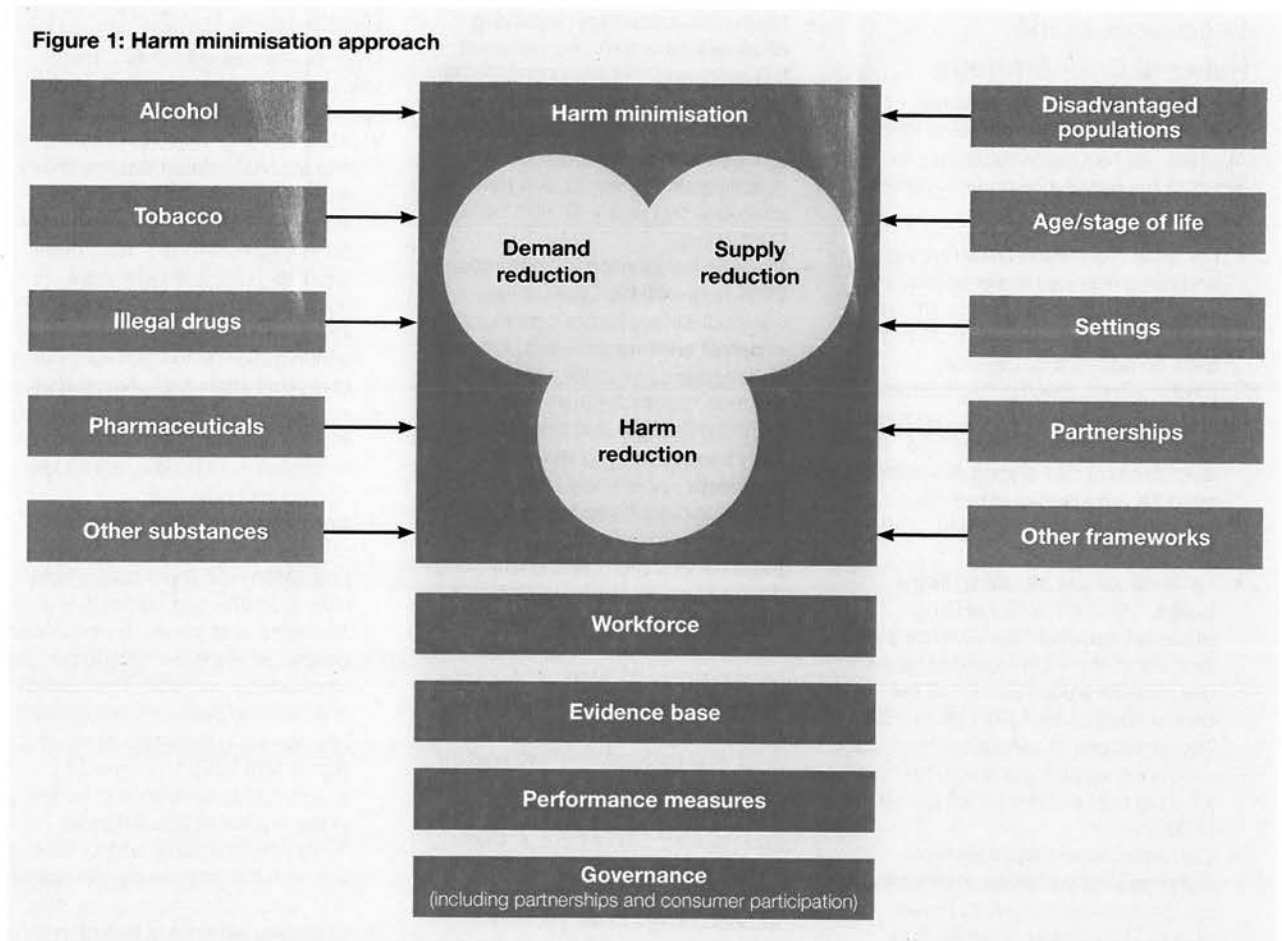 Figure 1: Harm minimisation approach
Alcohol
Tobacco
Illegal drugs
Pharmaceuticals
Other substances
Harm minimisation
Demand
reduction
Supply
reduction
Harm
reduction
Disadvantaged
populations
Age/stage of life
Settings
Partnerships
Other frameworks
Workforce
Evidence base
Performance measures
Governance
(including partnerships and consumer participation)